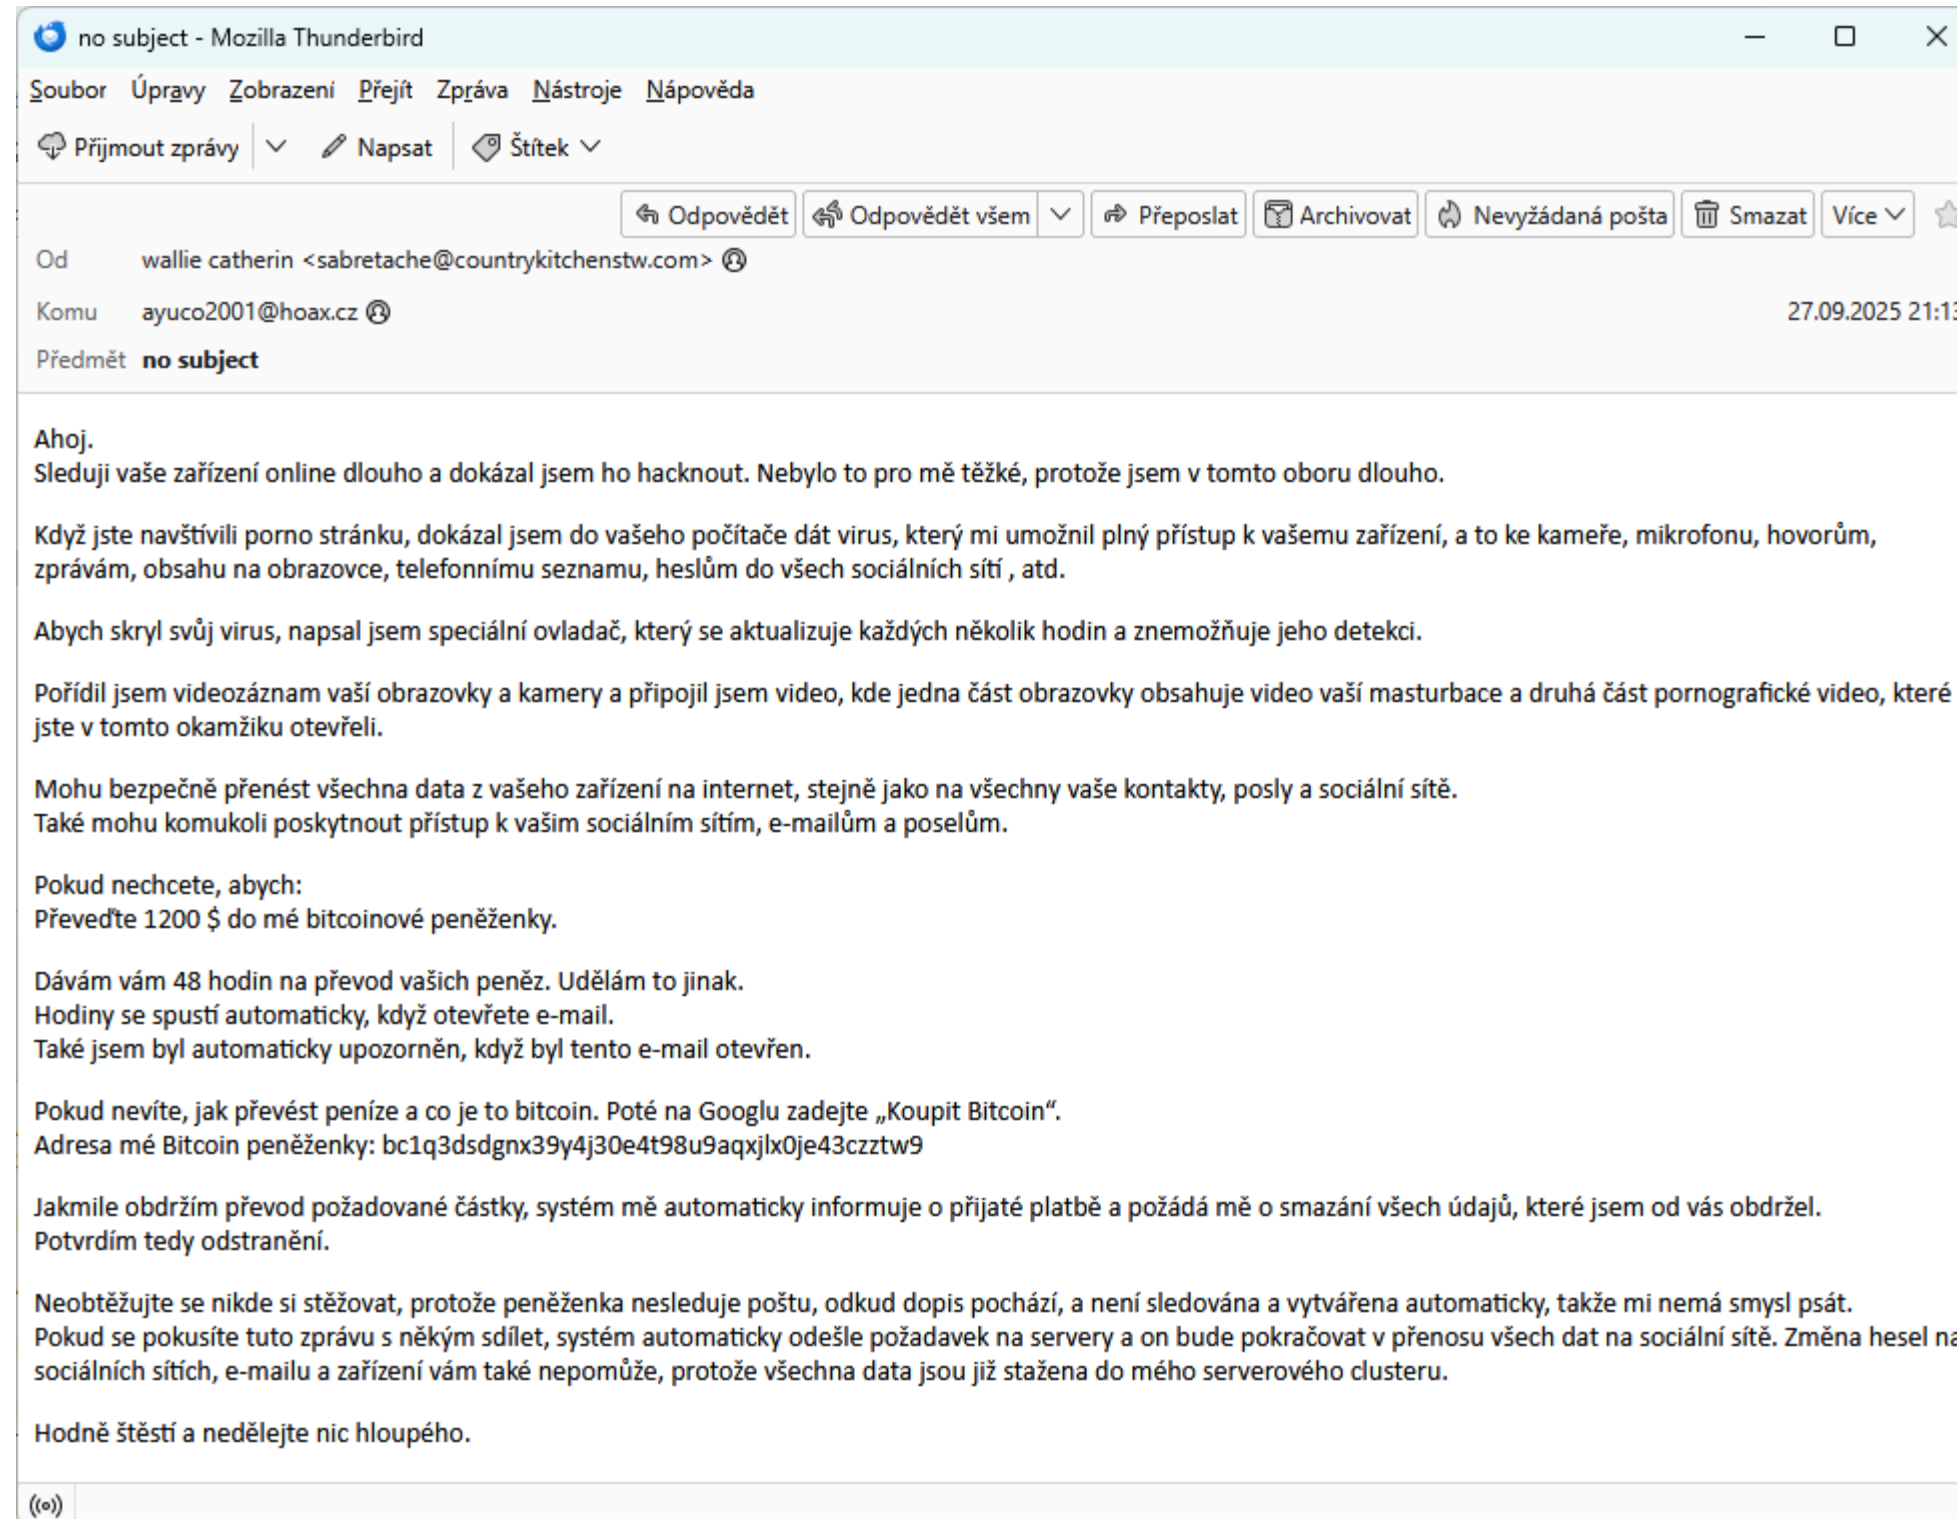 no subject - Mozilla Thunderbird
Soubor Úpravy Zobrazení Přejít Zpráva Nástroje Nápověda
Přijmout zprávy Napsat Štítek
Odpovědět Odpovědět všem Přeposlat Archivovat Nevyžádaná pošta Smazat Více
Od wallie catherin <sabretache@countrykitchenstw.com>
Komu ayuco2001@hoax.cz 27.09.2025 21:13
Předmět no subject
Ahoj.
Sleduji vaše zařízení online dlouho a dokázal jsem ho hacknout. Nebylo to pro mě těžké, protože jsem v tomto oboru dlouho.
Když jste navštívili porno stránku, dokázal jsem do vašeho počítače dát virus, který mi umožnil plný přístup k vašemu zařízení, a to ke kameře, mikrofonu, hovorům,
zprávám, obsahu na obrazovce, telefonnímu seznamu, heslům do všech sociálních sítí , atd.
Abych skryl svůj virus, napsal jsem speciální ovladač, který se aktualizuje každých několik hodin a znemožňuje jeho detekci.
Pořídil jsem videozáznam vaší obrazovky a kamery a připojil jsem video, kde jedna část obrazovky obsahuje video vaší masturbace a druhá část pornografické video, které
jste v tomto okamžiku otevřeli.
Mohu bezpečně přenést všechna data z vašeho zařízení na internet, stejně jako na všechny vaše kontakty, posly a sociální sítě.
Také mohu komukoli poskytnout přístup k vašim sociálním sítím, e-mailům a poselům.
Pokud nechcete, abych:
Převeďte 1200 $ do mé bitcoinové peněženky.
Dávám vám 48 hodin na převod vašich peněz. Udělám to jinak.
Hodiny se spustí automaticky, když otevřete e-mail.
Také jsem byl automaticky upozorněn, když byl tento e-mail otevřen.
Pokud nevíte, jak převést peníze a co je to bitcoin. Poté na Googlu zadejte „Koupit Bitcoin“.
Adresa mé Bitcoin peněženky: bc1q3dsdgnx39y4j30e4t98u9aqxjlx0je43czztw9
Jakmile obdržím převod požadované částky, systém mě automaticky informuje o přijaté platbě a požádá mě o smazání všech údajů, které jsem od vás obdržel.
Potvrdím tedy odstranění.
Neobtěžujte se nikde si stěžovat, protože peněženka nesleduje poštu, odkud dopis pochází, a není sledována a vytvářena automaticky, takže mi nemá smysl psát.
Pokud se pokusíte tuto zprávu s někým sdílet, systém automaticky odešle požadavek na servery a on bude pokračovat v přenosu všech dat na sociální sítě. Změna hesel na
sociálních sítích, e-mailu a zařízení vám také nepomůže, protože všechna data jsou již stažena do mého serverového clusteru.
Hodně štěstí a nedělejte nic hloupého.